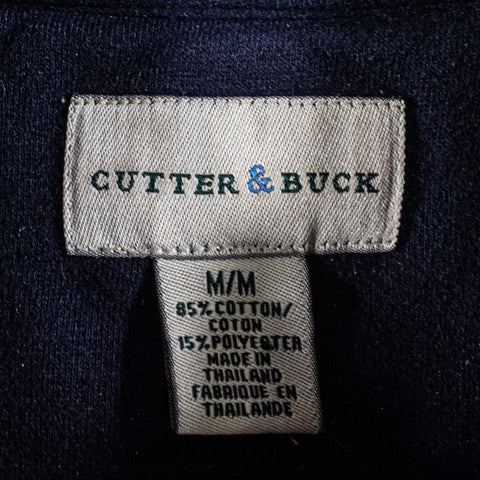 CUTTER & BUCK
M/M
85% COTTON/
COTON
15% POLYESTER
MADE IN
THAILAND
FABRIQUE EN
THAILANDE